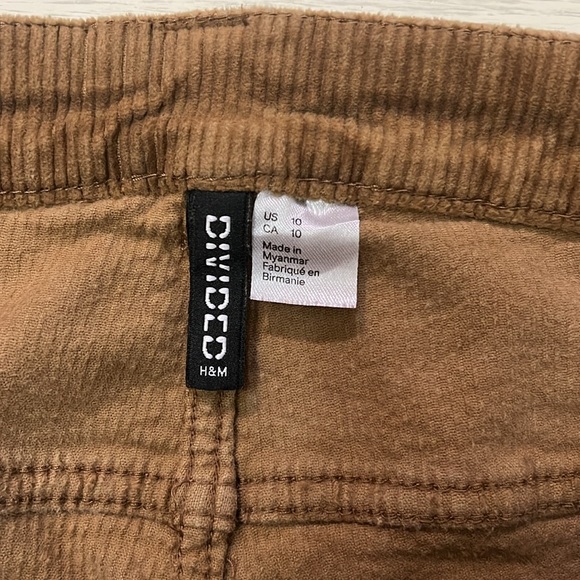 DIVIDED
H&M
US 10
CA 10
Made in
Myanmar
Fabriqué en
Birmanie